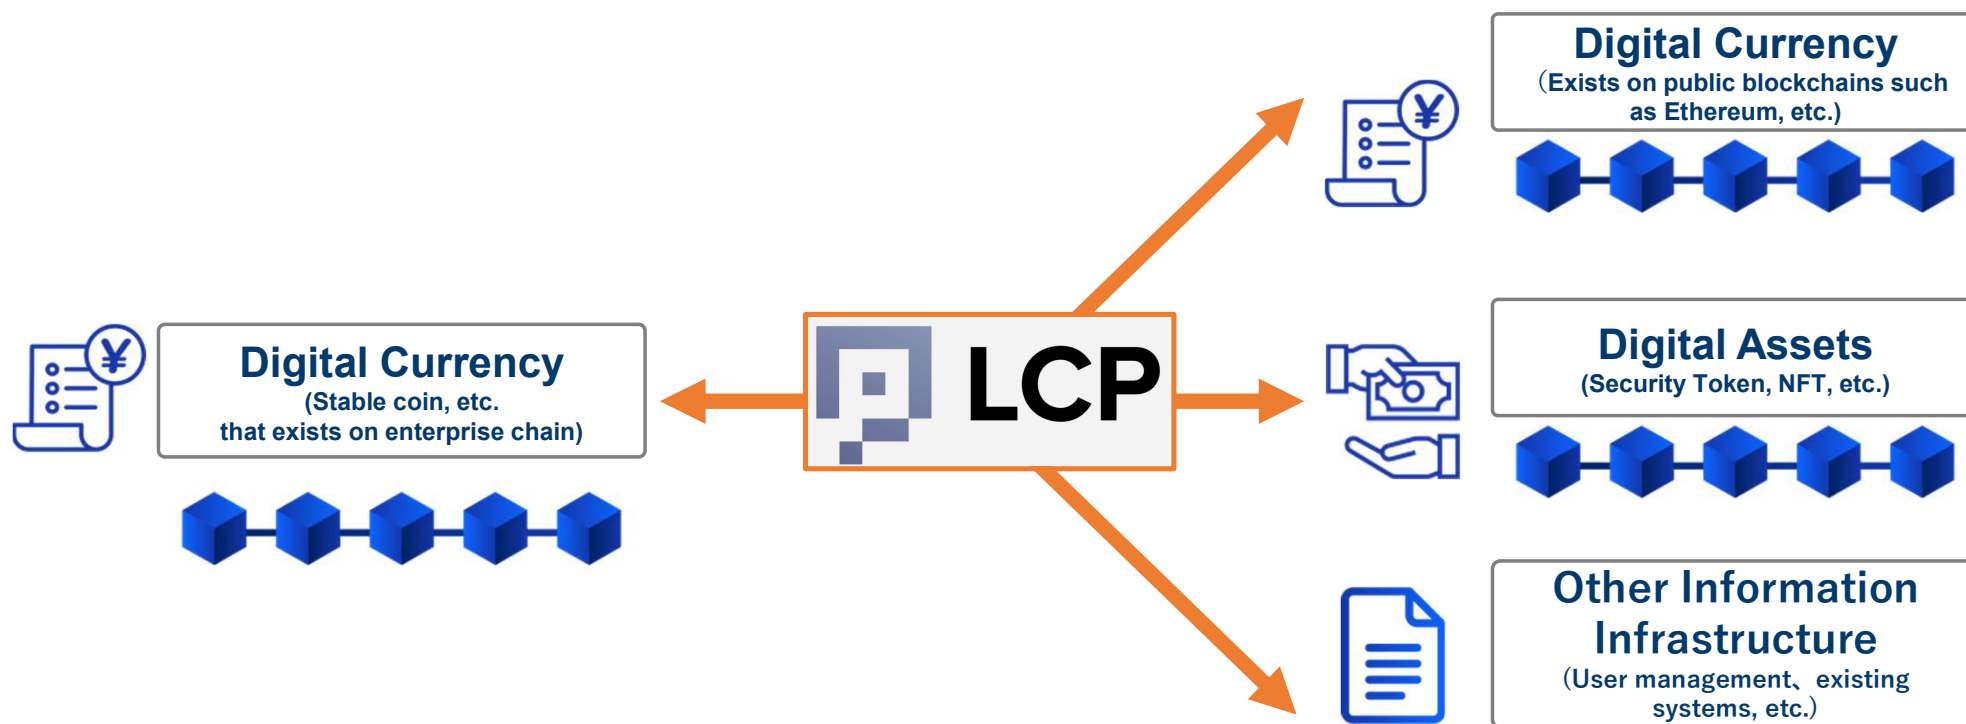 Digital Currency
（Exists on public blockchains such
as Ethereum, etc.)
Digital Currency
(Stable coin, etc.
that exists on enterprise chain)
LCP
Digital Assets
(Security Token, NFT, etc.)
Other Information
Infrastructure
（User management、existing
systems, etc.）